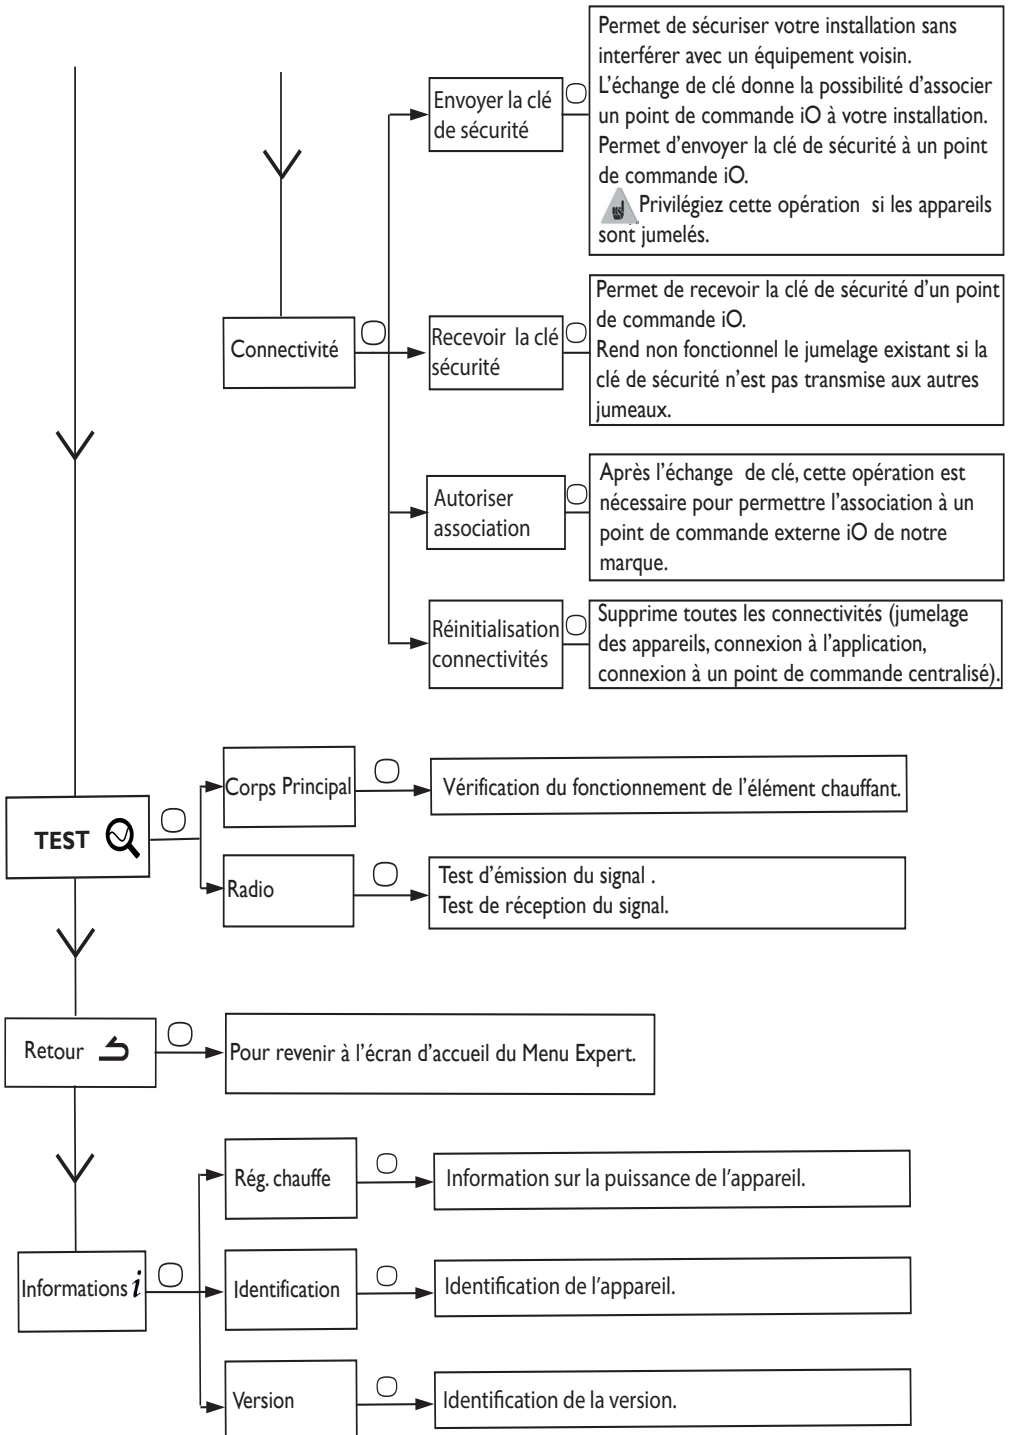 Envoyer la clé
de sécurité
Permet de sécuriser votre installation sans
interférer avec un équipement voisin.
L'échange de clé donne la possibilité d'associer
un point de commande iO à votre installation.
Permet d'envoyer la clé de sécurité à un point
de commande iO.
Privilégiez cette opération si les appareils
sont jumelés.
Connectivité
Recevoir la clé
sécurité
Permet de recevoir la clé de sécurité d'un point
de commande iO.
Rend non fonctionnel le jumelage existant si la
clé de sécurité n'est pas transmise aux autres
jumeaux.
Autoriser
association
Après l'échange de clé, cette opération est
nécessaire pour permettre l'association à un
point de commande externe iO de notre
marque.
Réinitialisation
connectivités
Supprime toutes les connectivités (jumelage
des appareils, connexion à l'application,
connexion à un point de commande centralisé).
TEST
Corps Principal
Vérification du fonctionnement de l'élément chauffant.
Radio
Test d'émission du signal .
Test de réception du signal.
Retour
Pour revenir à l'écran d'accueil du Menu Expert.
Informations i
Rég. chauffe
Information sur la puissance de l'appareil.
Identification
Identification de l'appareil.
Version
Identification de la version.